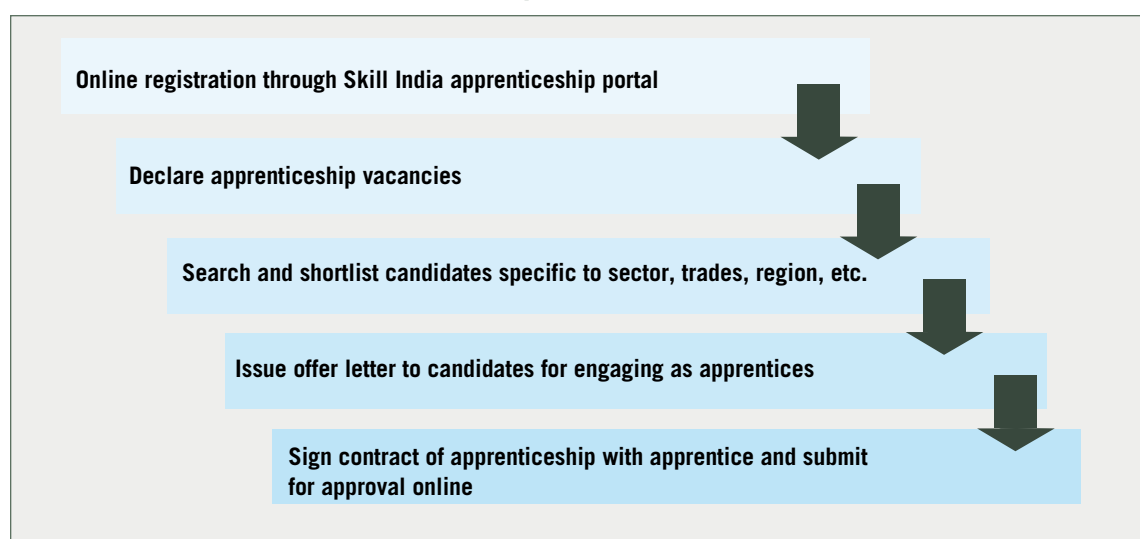 Online registration through Skill India apprenticeship portal
Declare apprenticeship vacancies
Search and shortlist candidates specific to sector, trades, region, etc.
Issue offer letter to candidates for engaging as apprentices
Sign contract of apprenticeship with apprentice and submit
for approval online